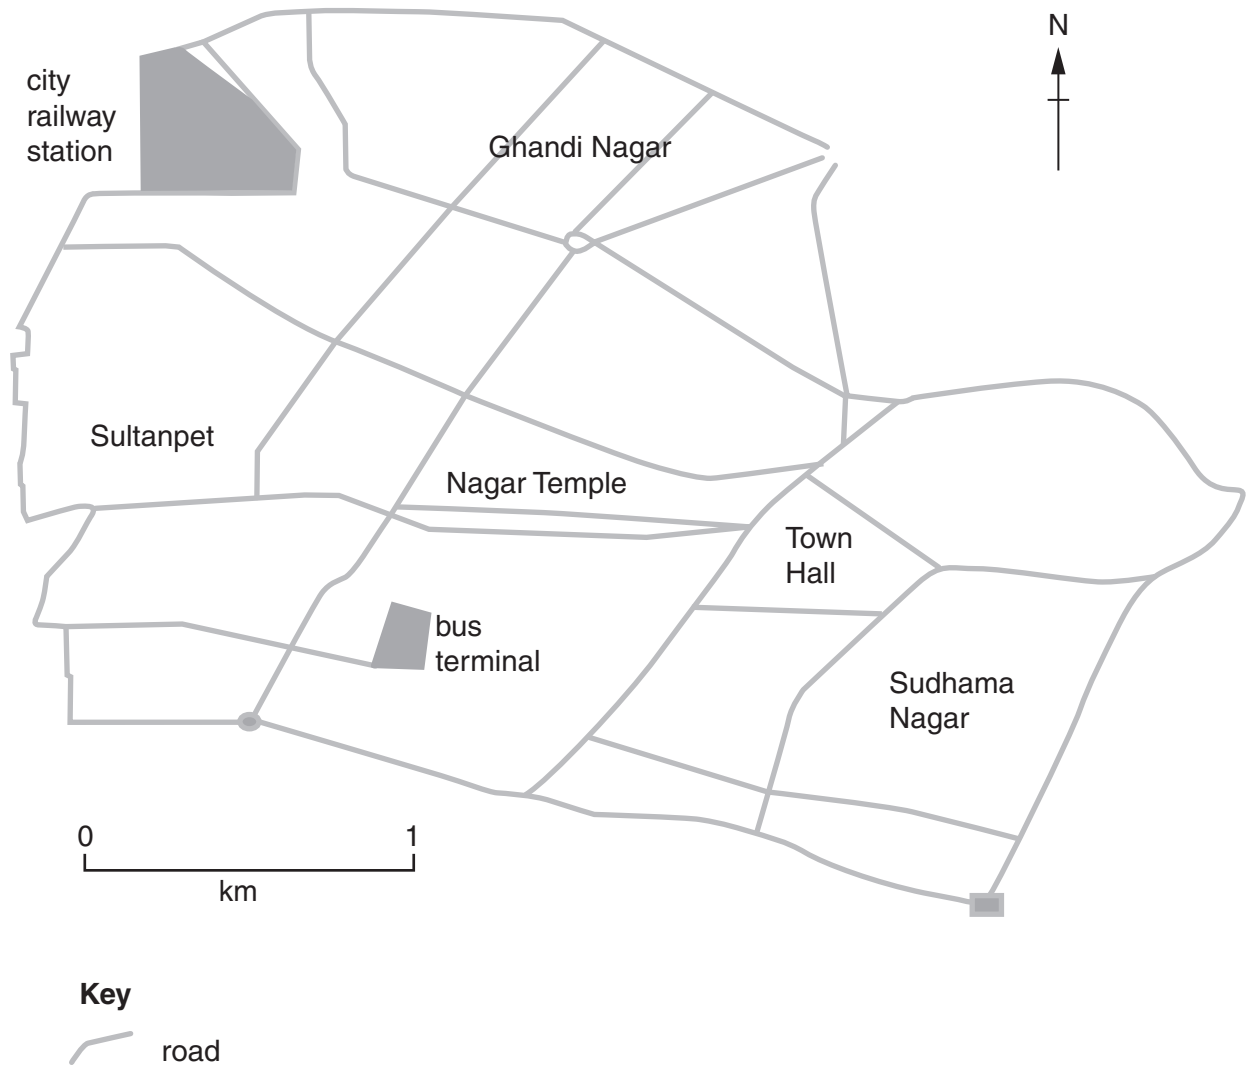 N
city
railway
station
Ghandi Nagar
Sultanpet
Nagar Temple
Town
Hall
bus
terminal
Sudhama
Nagar
0 1
km
Key
road